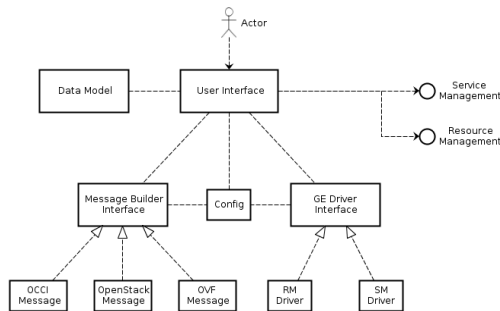 Actor
Data Model
User Interface
Service
Management
Resource
Management
Message Builder
Interface
Config
GE Driver
Interface
OCCI
Message
OpenStack
Message
OVF
Message
RM
Driver
SM
Driver